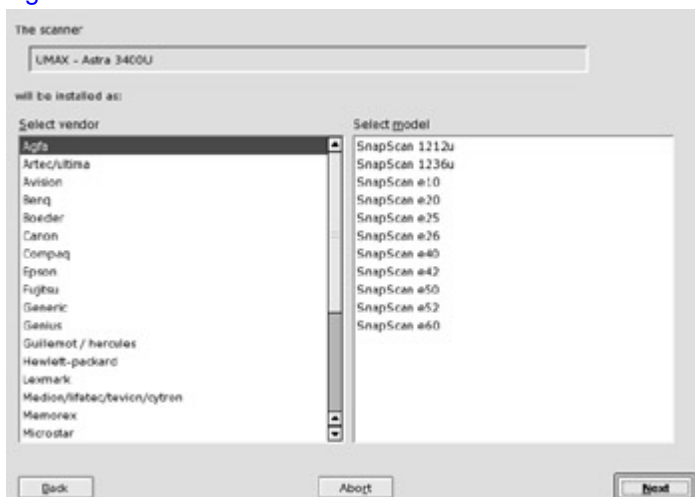 The scanner
UMAX - Astra 3400U
will be installed as:
Select vendor
Select model
Agfa
Artec/ultima
Avision
Benq
Boeder
Canon
Compaq
Epson
Fujitsu
Generic
Genius
Guillemot / hercules
Hewlett-packard
Lexmark
Medion/lifetec/tevion/cytron
Memorex
Microstar
SnapScan 1212u
SnapScan 1236u
SnapScan e10
SnapScan e20
SnapScan e25
SnapScan e26
SnapScan e40
SnapScan e42
SnapScan e50
SnapScan e52
SnapScan e60
Back
Abort
Next